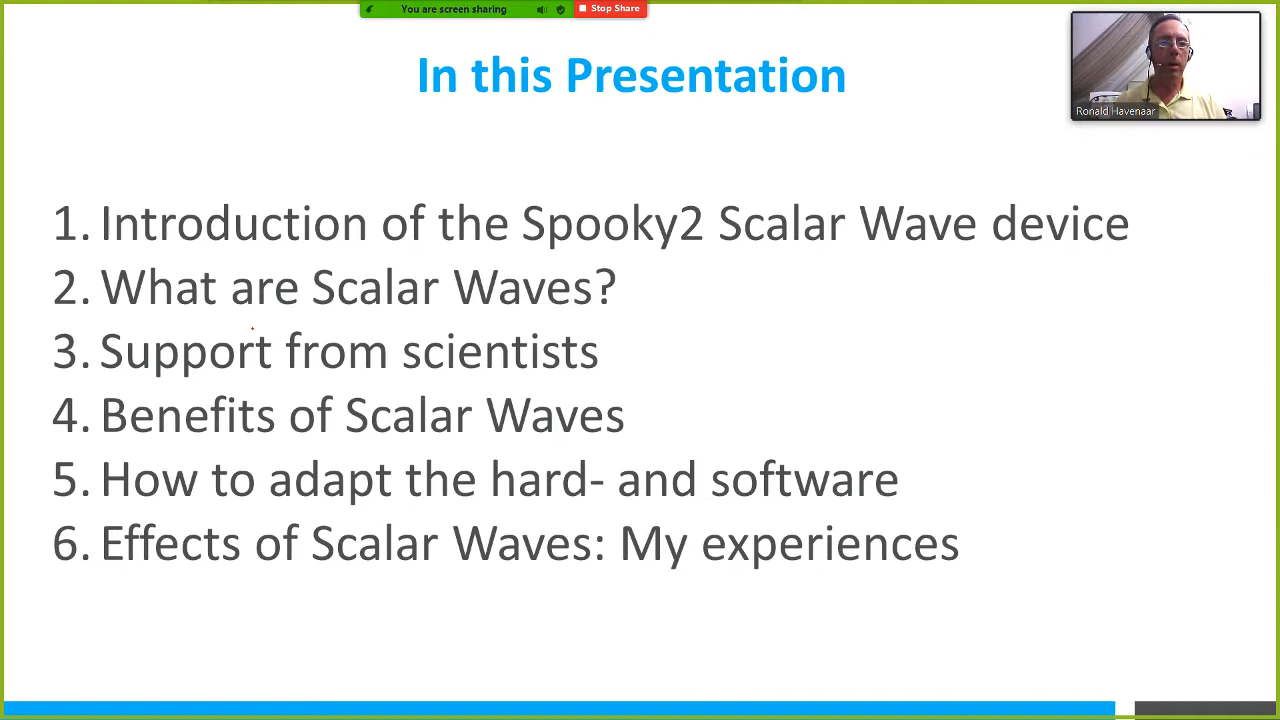 You are screen sharing
Stop Share
In this Presentation
Ronald Havenaar
1. Introduction of the Spooky2 Scalar Wave device
2. What are Scalar Waves?
3. Support from scientists
4. Benefits of Scalar Waves
5. How to adapt the hard- and software
6. Effects of Scalar Waves: My experiences